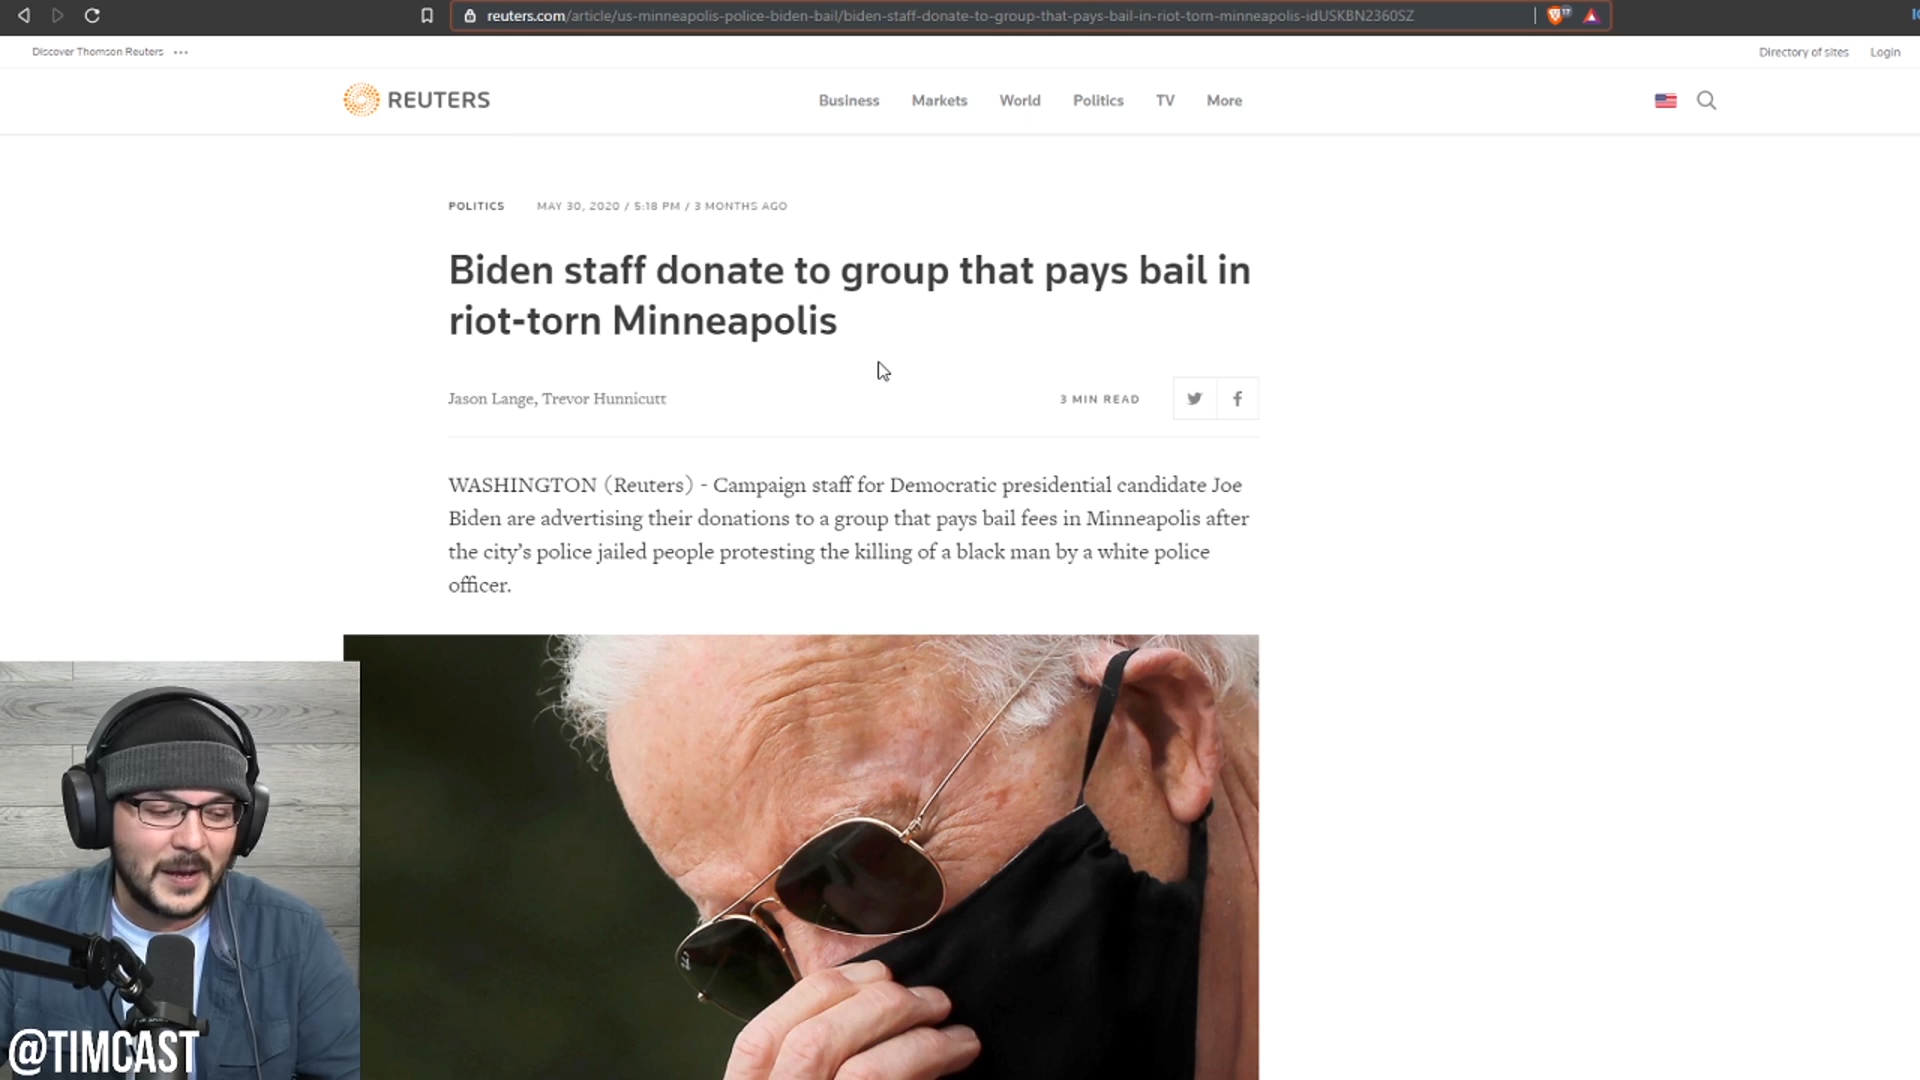 reuters.com/article/us-minneapolis-police-biden-bail/biden-staff-donate-to-group-that-pays-bail-in-riot-torn-minneapolis-idUSKBN2360SZ
Discover Thomson Reuters ...
Directory of sites Login
REUTERS
Business Markets World Politics TV More
POLITICS MAY 30, 2020 / 5:18 PM / 3 MONTHS AGO
Biden staff donate to group that pays bail in
riot-torn Minneapolis
Jason Lange, Trevor Hunnicutt
3 MIN READ
WASHINGTON (Reuters) - Campaign staff for Democratic presidential candidate Joe
Biden are advertising their donations to a group that pays bail fees in Minneapolis after
the city’s police jailed people protesting the killing of a black man by a white police
officer.
@TIMCAST